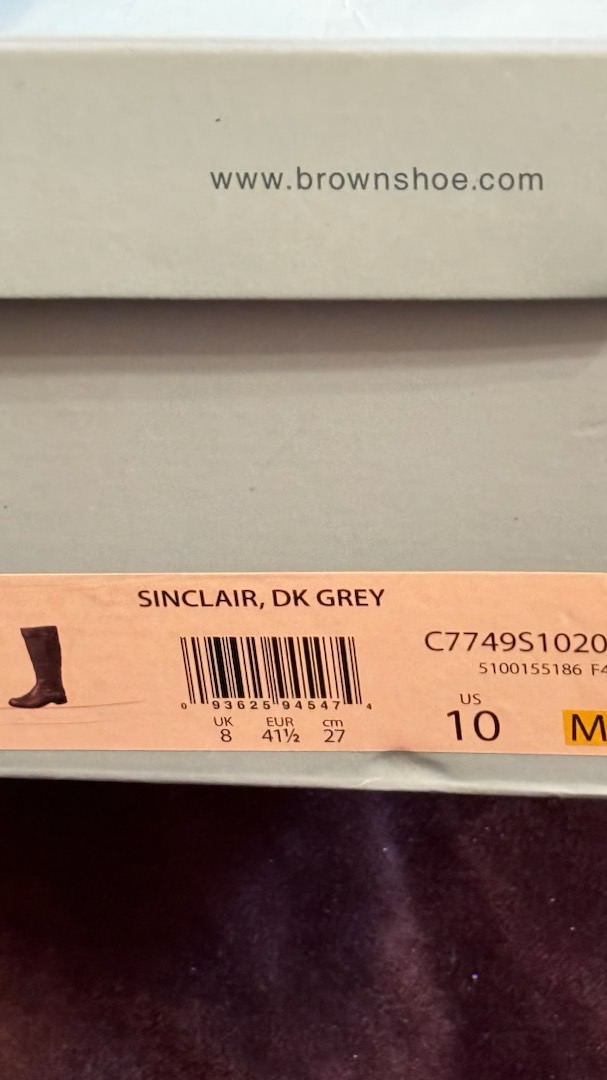 www.brownshoe.com
SINCLAIR, DK GREY
C7749S1020
5100155186 F4
0 93625 94547 4
UK EUR cm
8 41½ 27
US
10 M